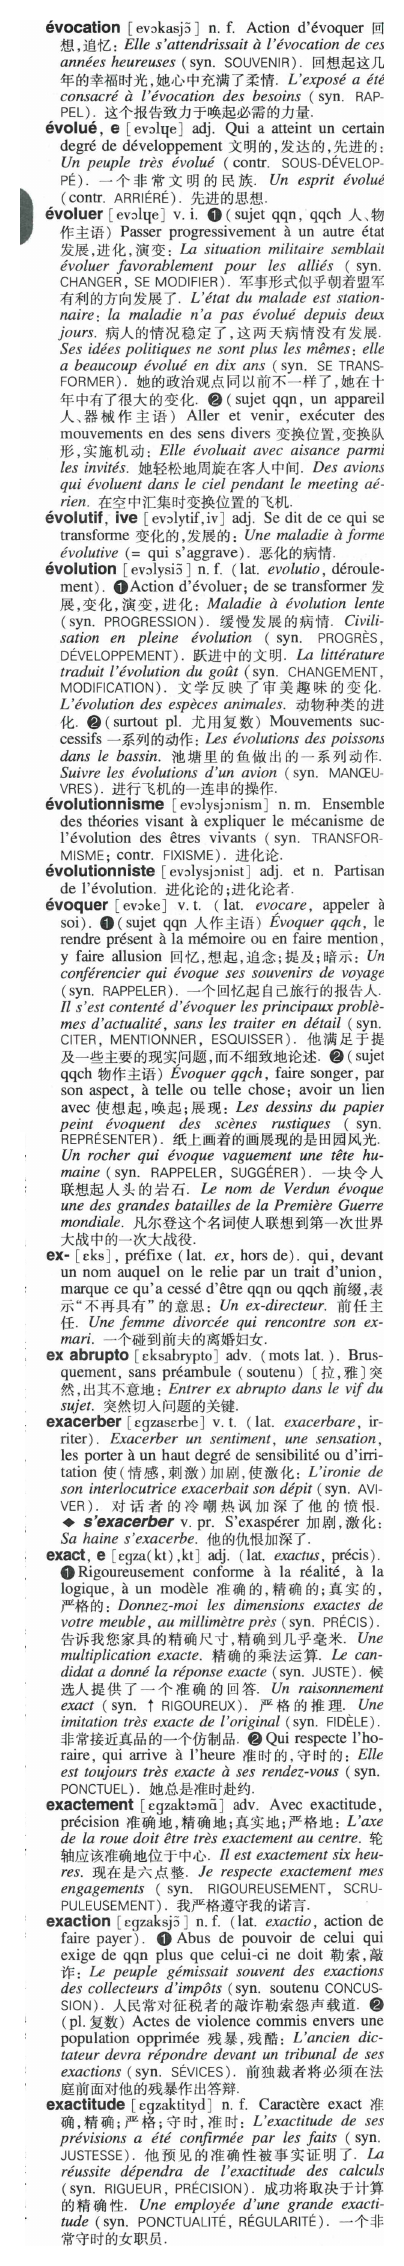 évocation [evɔkasjɔ̃] n. f. Action d'évoquer 回
想,追忆: Elle s'attendrissait à l'évocation de ces
années heureuses (syn. SOUVENIR). 回想起这几
年的幸福时光,她心中充满了柔情. L'exposé a été
consacré à l'évocation des besoins (syn. RAP-
PEL). 这个报告致力于唤起必需的力量.
évolué, e [evɔlɥe] adj. Qui a atteint un certain
degré de développement 文明的,发达的,先进的:
Un peuple très évolué (contr. SOUS-DÉVELOP-
PÉ). 一个非常文明的民族. Un esprit évolué
(contr. ARRIÉRÉ). 先进的思想.
évoluer [evɔlɥe] v. i. ❶ (sujet qqn, qqch 人、物
作主语) Passer progressivement à un autre état
发展,进化,演变: La situation militaire semblait
évoluer favorablement pour les alliés (syn.
CHANGER, SE MODIFIER). 军事形式似乎朝着盟军
有利的方向发展了. L'état du malade est station-
naire: la maladie n'a pas évolué depuis deux
jours. 病人的情况稳定了,这两天病情没有发展.
Ses idées politiques ne sont plus les mêmes: elle
a beaucoup évolué en dix ans (syn. SE TRANS-
FORMER). 她的政治观点同以前不一样了,她在十
年中有了很大的变化. ❷ (sujet qqn, un appareil
人、器械作主语) Aller et venir, exécuter des
mouvements en des sens divers 变换位置,变换队
形,实施机动: Elle évoluait avec aisance parmi
les invités. 她轻松地周旋在客人中间. Des avions
qui évoluent dans le ciel pendant le meeting aé-
rien. 在空中汇集时变换位置的飞机.
évolutif, ive [evɔlytif,iv] adj. Se dit de ce qui se
transforme 变化的,发展的: Une maladie à forme
évolutive (= qui s'aggrave). 恶化的病情.
évolution [evɔlysjɔ̃] n. f. (lat. evolutio, déroule-
ment). ❶ Action d'évoluer; de se transformer 发
展,变化,演变,进化: Maladie à évolution lente
(syn. PROGRESSION). 缓慢发展的病情. Civili-
sation en pleine évolution (syn. PROGRÈS,
DÉVELOPPEMENT). 跃进中的文明. La littérature
traduit l'évolution du goût (syn. CHANGEMENT,
MODIFICATION). 文学反映了审美趣味的变化.
L'évolution des espèces animales. 动物种类的进
化. ❷ (surtout pl. 尤用复数) Mouvements suc-
cessifs 一系列的动作: Les évolutions des poissons
dans le bassin. 池塘里的鱼做出的一系列动作.
Suivre les évolutions d'un avion (syn. MANŒU-
VRES). 进行飞机的一连串的操作.
évolutionnisme [evɔlysjɔnism] n. m. Ensemble
des théories visant à expliquer le mécanisme de
l'évolution des êtres vivants (syn. TRANSFOR-
MISME; contr. FIXISME). 进化论.
évolutionniste [evɔlysjɔnist] adj. et n. Partisan
de l'évolution. 进化论的;进化论者.
évoquer [evɔke] v. t. (lat. evocare, appeler à
soi). ❶ (sujet qqn 人作主语) Évoquer qqch, le
rendre présent à la mémoire ou en faire mention,
y faire allusion 回忆,想起,追念;提及;暗示: Un
conférencier qui évoque ses souvenirs de voyage
(syn. RAPPELER). 一个回忆起自己旅行的报告人.
Il s'est contenté d'évoquer les principaux problè-
mes d'actualité, sans les traiter en détail (syn.
CITER, MENTIONNER, ESQUISSER). 他满足于提
及一些主要的现实问题,而不细致地论述. ❷ (sujet
qqch 物作主语) Évoquer qqch, faire songer, par
son aspect, à telle ou telle chose; avoir un lien
avec 使想起,唤起;展现: Les dessins du papier
peint évoquent des scènes rustiques (syn.
REPRÉSENTER). 纸上画着的画展现的是田园风光.
Un rocher qui évoque vaguement une tête hu-
maine (syn. RAPPELER, SUGGÉRER). 一块令人
联想起人头的岩石. Le nom de Verdun évoque
une des grandes batailles de la Première Guerre
mondiale. 凡尔登这个名词使人联想到第一次世界
大战中的一次大战役.
ex- [ɛks], préfixe (lat. ex, hors de). qui, devant
un nom auquel on le relie par un trait d'union,
marque ce qu'a cessé d'être qqn ou qqch 前缀,表
示“不再具有”的意思: Un ex-directeur. 前任主
任. Une femme divorcée qui rencontre son ex-
mari. 一个碰到前夫的离婚妇女.
ex abrupto [ɛksabrypto] adv. (mots lat.). Brus-
quement, sans préambule (soutenu) 〔拉,雅〕突
然,出其不意地: Entrer ex abrupto dans le vif du
sujet. 突然切入问题的关键.
exacerber [ɛgzasɛrbe] v. t. (lat. exacerbare, ir-
riter). Exacerber un sentiment, une sensation,
les porter à un haut degré de sensibilité ou d'irri-
tation 使(情感,刺激)加剧,使激化: L'ironie de
son interlocutrice exacerbait son dépit (syn. AVI-
VER). 对话者的冷嘲热讽加深了他的愤恨.
◆ s'exacerber v. pr. S'exaspérer 加剧,激化:
Sa haine s'exacerbe. 他的仇恨加深了.
exact, e [ɛgza(kt),kt] adj. (lat. exactus, précis).
❶ Rigoureusement conforme à la réalité, à la
logique, à un modèle 准确的,精确的;真实的,
严格的: Donnez-moi les dimensions exactes de
votre meuble, au millimètre près (syn. PRÉCIS).
告诉我您家具的精确尺寸,精确到几乎毫米. Une
multiplication exacte. 精确的乘法运算. Le can-
didat a donné la réponse exacte (syn. JUSTE). 候
选人提供了一个准确的回答. Un raisonnement
exact (syn. ↑ RIGOUREUX). 严格的推理. Une
imitation très exacte de l'original (syn. FIDÈLE).
非常接近真品的一个仿制品. ❷ Qui respecte l'ho-
raire, qui arrive à l'heure 准时的,守时的: Elle
est toujours très exacte à ses rendez-vous (syn.
PONCTUEL). 她总是准时赴约.
exactement [ɛgzaktəmɑ̃] adv. Avec exactitude,
précision 准确地,精确地;真实地;严格地: L'axe
de la roue doit être très exactement au centre. 轮
轴应该准确地位于中心. Il est exactement six heu-
res. 现在是六点整. Je respecte exactement mes
engagements (syn. RIGOUREUSEMENT, SCRU-
PULEUSEMENT). 我严格遵守我的诺言.
exaction [ɛgzaksjɔ̃] n. f. (lat. exactio, action de
faire payer). ❶ Abus de pouvoir de celui qui
exige de qqn plus que celui-ci ne doit 勒索,敲
诈: Le peuple gémissait souvent des exactions
des collecteurs d'impôts (syn. soutenu CONCUS-
SION). 人民常对征税者的敲诈勒索怨声载道. ❷
(pl. 复数) Actes de violence commis envers une
population opprimée 残暴,残酷: L'ancien dic-
tateur devra répondre devant un tribunal de ses
exactions (syn. SÉVICES). 前独裁者将必须在法
庭前面对他的残暴作出答辩.
exactitude [ɛgzaktityd] n. f. Caractère exact 准
确,精确;严格;守时,准时: L'exactitude de ses
prévisions a été confirmée par les faits (syn.
JUSTESSE). 他预见的准确性被事实证明了. La
réussite dépendra de l'exactitude des calculs
(syn. RIGUEUR, PRÉCISION). 成功将取决于计算
的精确性. Une employée d'une grande exacti-
tude (syn. PONCTUALITÉ, RÉGULARITÉ). 一个非
常守时的女职员.